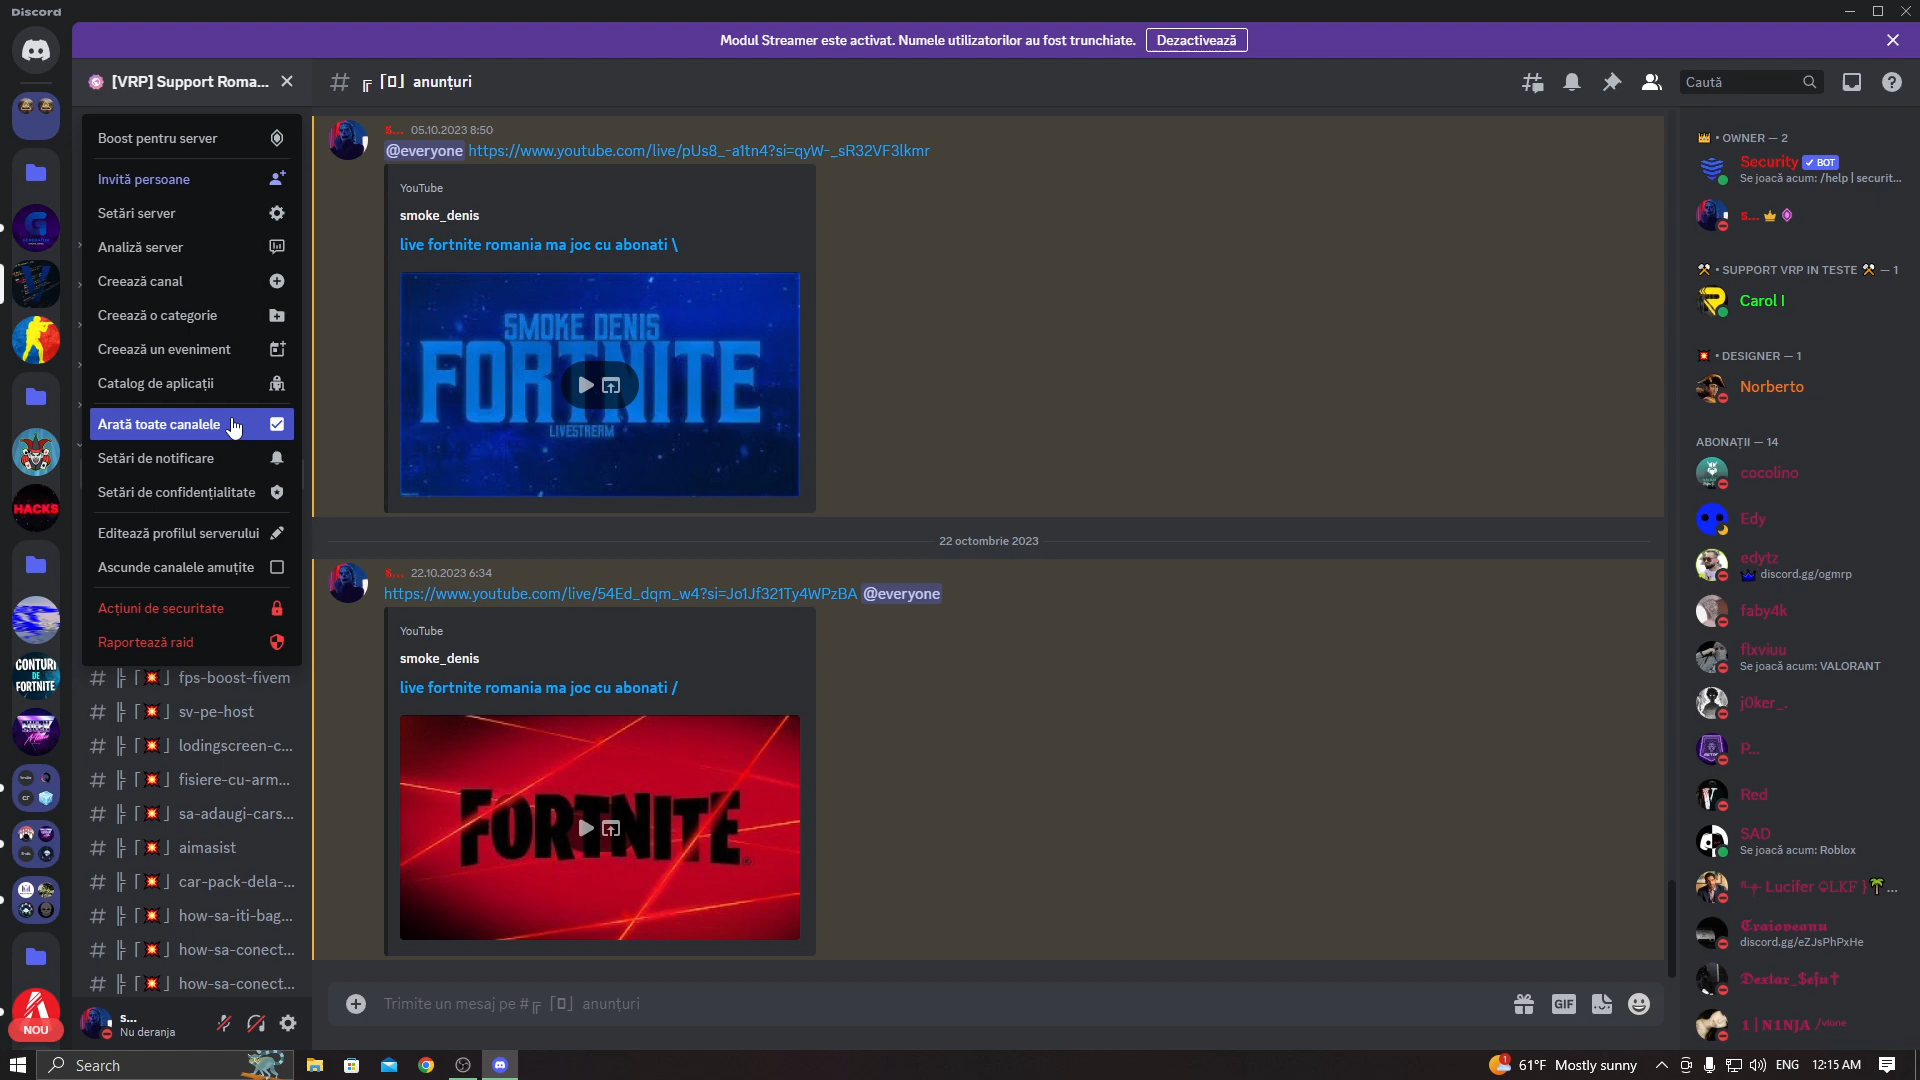 Discord
Modul Streamer este activat. Numele utilizatorilor au fost trunchiate.
Dezactivează
[VRP] Support Roma...
anunțuri
Caută
Boost pentru server
Invită persoane
Setări server
Analiză server
Creează canal
Creează o categorie
Creează un eveniment
Catalog de aplicații
Arată toate canalele
Setări de notificare
Setări de confidențialitate
Editează profilul serverului
Ascunde canalele amuțite
Acțiuni de securitate
Raportează raid
fps-boost-fivem
sv-pe-host
lodingscreen-c...
fisiere-cu-arm...
sa-adaugi-cars...
aimasist
car-pack-dela-...
how-sa-iti-bag...
how-sa-conect...
how-sa-conect...
s...
Nu deranja
HACKS
CONTURI
DE
FORTNITE
NOU
s... 05.10.2023 8:50
@everyone https://www.youtube.com/live/pUs8_-a1tn4?si=qyW-_sR32VF3lkmr
YouTube
smoke_denis
live fortnite romania ma joc cu abonati \
SMOKE DENIS
FORTNITE
LIVESTREAM
22 octombrie 2023
s... 22.10.2023 6:34
https://www.youtube.com/live/54Ed_dqm_w4?si=Jo1Jf321Ty4WPzBA @everyone
YouTube
smoke_denis
live fortnite romania ma joc cu abonati /
FORTNITE
Trimite un mesaj pe # anunțuri
GIF
• OWNER — 2
Security BOT
Se joacă acum: /help | securit...
s...
• SUPPORT VRP IN TESTE — 1
Carol I
• DESIGNER — 1
Norberto
ABONAȚII — 14
cocolino
Edy
edytz
discord.gg/ogmrp
faby4k
flxviuu
Se joacă acum: VALORANT
j0ker_.
P...
Red
SAD
Se joacă acum: Roblox
Lucifer
Craioveanu
discord.gg/eZJsPhPxHe
Dextar_$efu†
1 | N1NJA /vione
Search
61°F Mostly sunny
ENG
12:15 AM